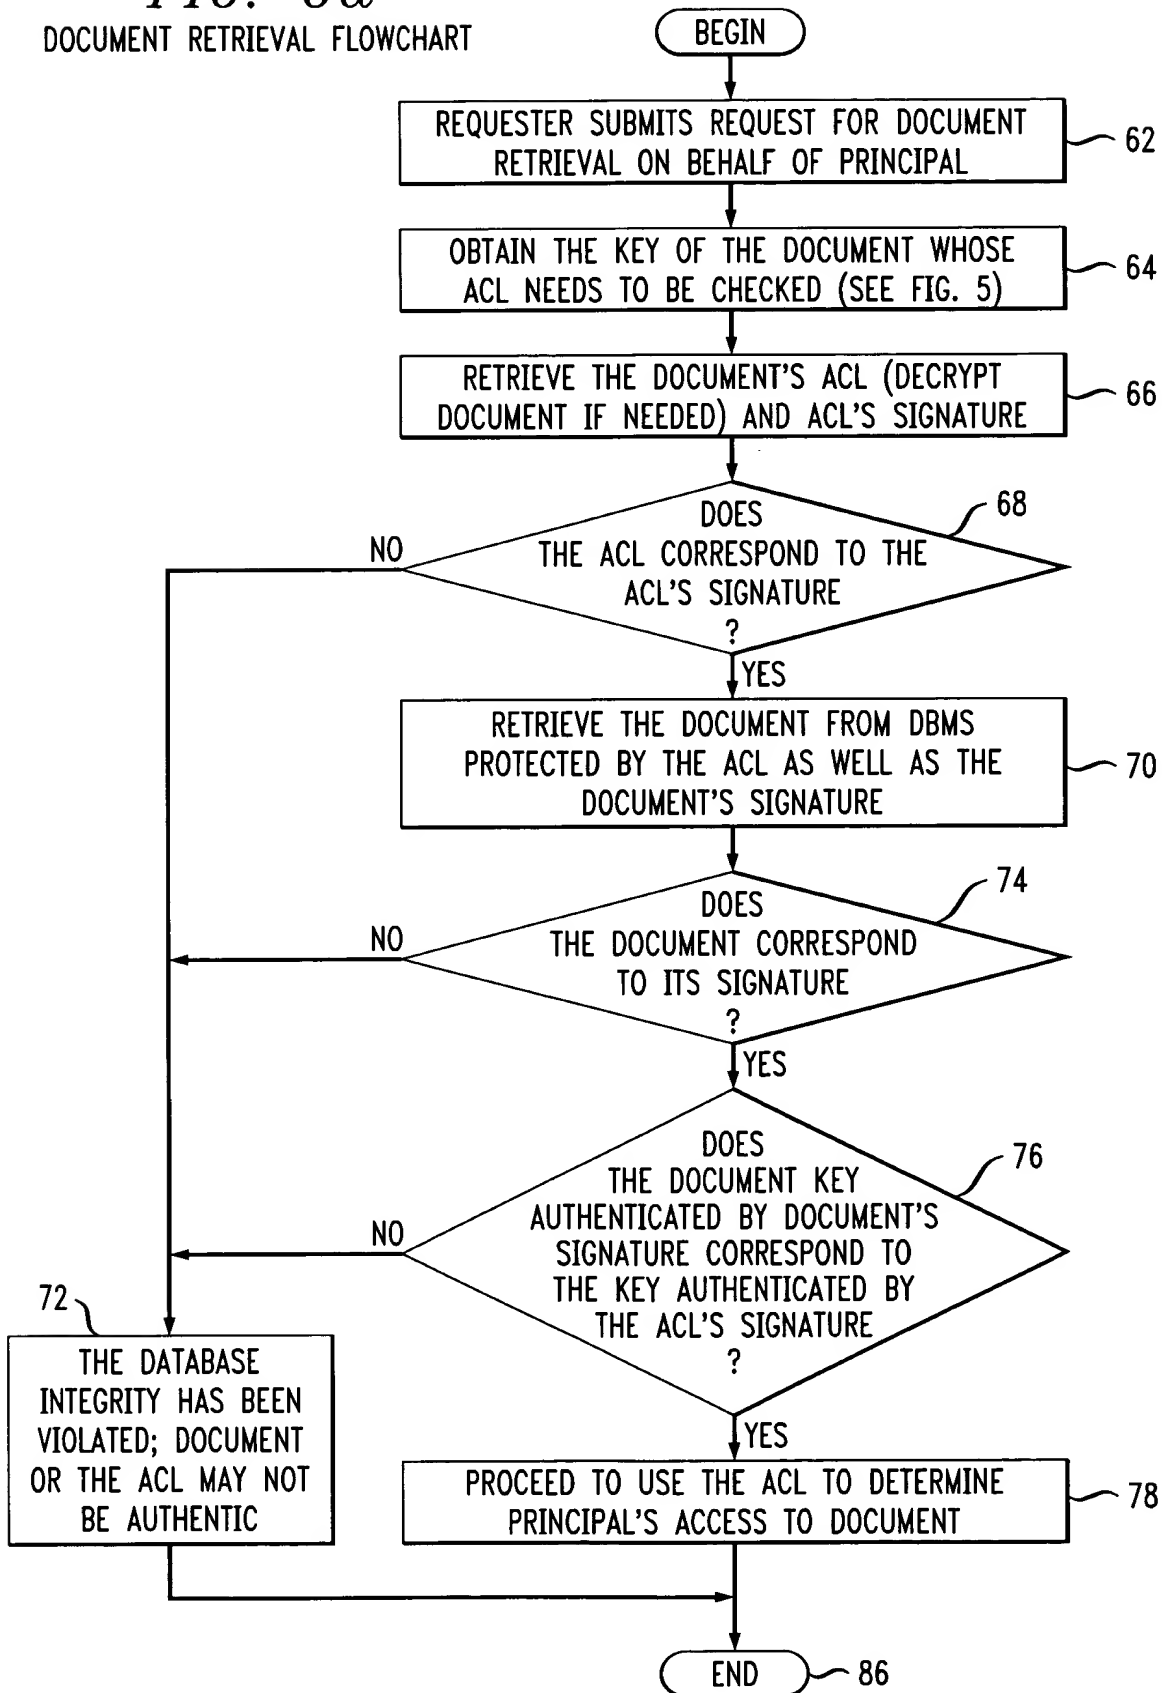 DOCUMENT RETRIEVAL FLOWCHART
BEGIN
REQUESTER SUBMITS REQUEST FOR DOCUMENT
RETRIEVAL ON BEHALF OF PRINCIPAL
62
OBTAIN THE KEY OF THE DOCUMENT WHOSE
ACL NEEDS TO BE CHECKED (SEE FIG. 5)
64
RETRIEVE THE DOCUMENT'S ACL (DECRYPT
DOCUMENT IF NEEDED) AND ACL'S SIGNATURE
66
DOES
THE ACL CORRESPOND TO THE
ACL'S SIGNATURE
?
68
NO
YES
RETRIEVE THE DOCUMENT FROM DBMS
PROTECTED BY THE ACL AS WELL AS THE
DOCUMENT'S SIGNATURE
70
DOES
THE DOCUMENT CORRESPOND
TO ITS SIGNATURE
?
74
NO
YES
DOES
THE DOCUMENT KEY
AUTHENTICATED BY DOCUMENT'S
SIGNATURE CORRESPOND TO
THE KEY AUTHENTICATED BY
THE ACL'S SIGNATURE
?
76
NO
YES
72
THE DATABASE
INTEGRITY HAS BEEN
VIOLATED; DOCUMENT
OR THE ACL MAY NOT
BE AUTHENTIC
PROCEED TO USE THE ACL TO DETERMINE
PRINCIPAL'S ACCESS TO DOCUMENT
78
END
86